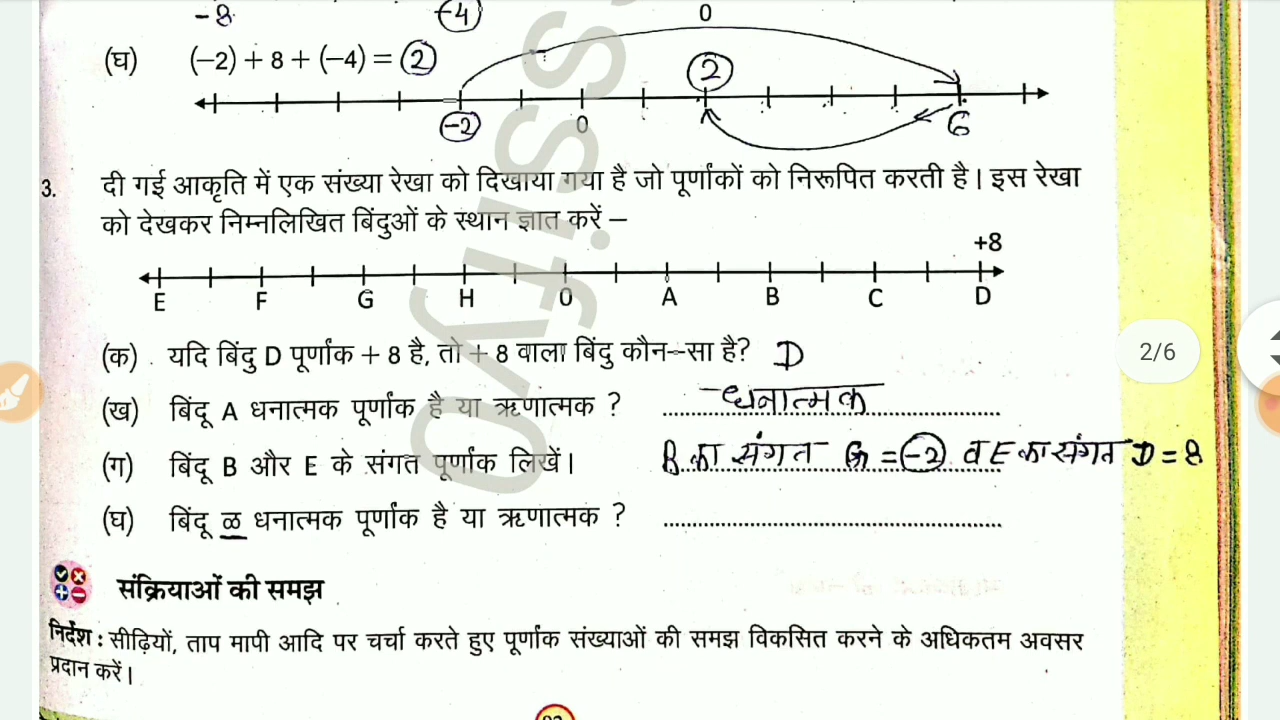 -8 (-4) 0
(घ) (−2) + 8 + (−4) = 2
2
-2 0 6
3. दी गई आकृति में एक संख्या रेखा को दिखाया गया है जो पूर्णांकों को निरूपित करती है। इस रेखा
को देखकर निम्नलिखित बिंदुओं के स्थान ज्ञात करें −
+8
E F G H 0 A B C D
(क) . यदि बिंदु D पूर्णांक + 8 है, तो + 8 वाला बिंदु कौन−सा है? D
(ख) बिंदू A धनात्मक पूर्णांक है या ऋणात्मक ? धनात्मक
(ग) बिंदू B और E के संगत पूर्णांक लिखें। B का संगत G = -2 व E का संगत D = 8
(घ) बिंदू ळ धनात्मक पूर्णांक है या ऋणात्मक ?
2/6
संक्रियाओं की समझ
निर्देश : सीढ़ियों, ताप मापी आदि पर चर्चा करते हुए पूर्णांक संख्याओं की समझ विकसित करने के अधिकतम अवसर
प्रदान करें।